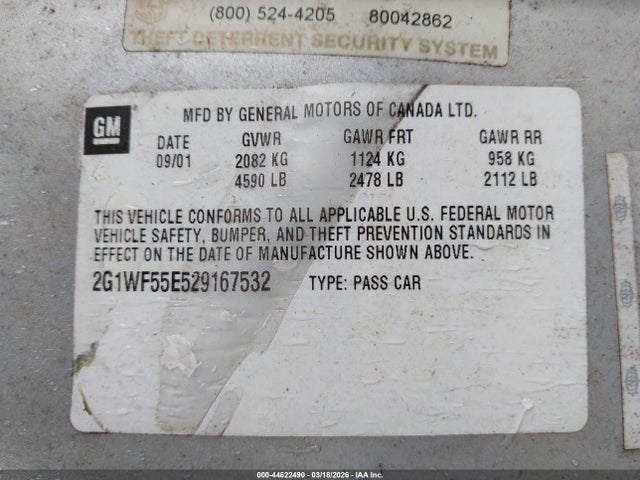 (800) 524-4205 80042862
THEFT DETERRENT SECURITY SYSTEM
GM
MFD BY GENERAL MOTORS OF CANADA LTD.
DATE GVWR GAWR FRT GAWR RR
09/01 2082 KG 1124 KG 958 KG
4590 LB 2478 LB 2112 LB
THIS VEHICLE CONFORMS TO ALL APPLICABLE U.S. FEDERAL MOTOR
VEHICLE SAFETY, BUMPER, AND THEFT PREVENTION STANDARDS IN
EFFECT ON THE DATE OF MANUFACTURE SHOWN ABOVE.
2G1WF55E529167532 TYPE: PASS CAR
000-44622490 | 03/18/2026 | IAA Inc.